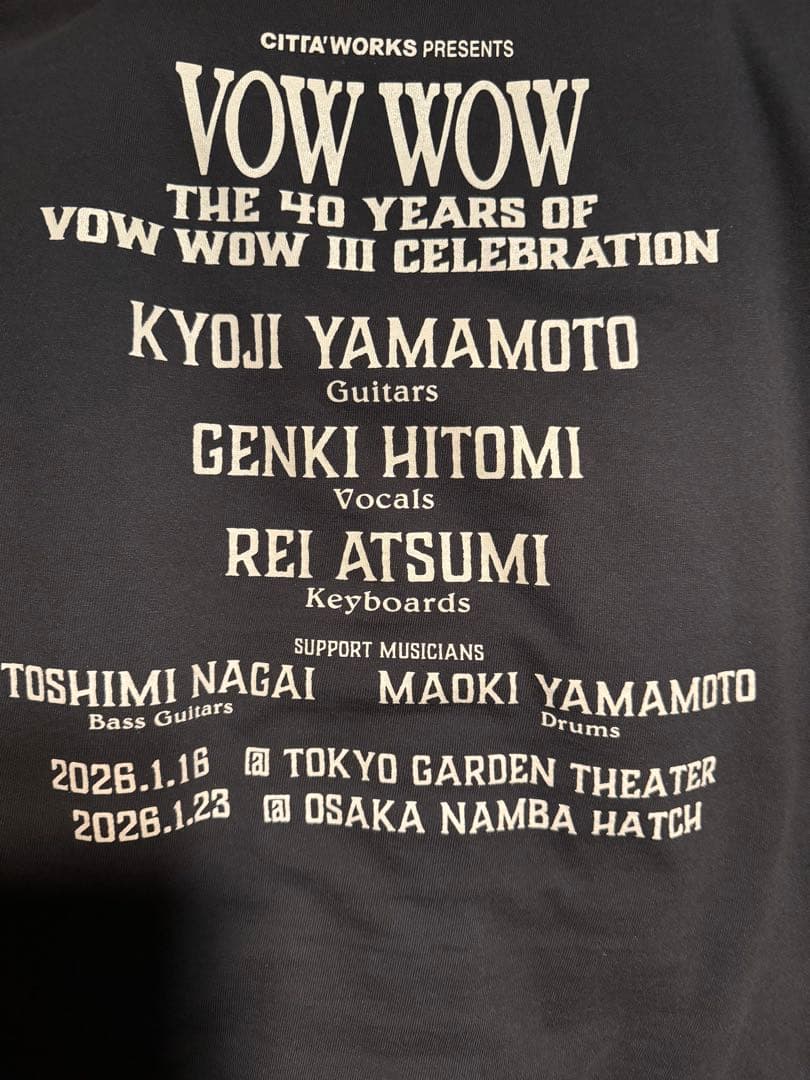 CITTA'WORKS PRESENTS
VOW WOW
THE 40 YEARS OF
VOW WOW III CELEBRATION
KYOJI YAMAMOTO
Guitars
GENKI HITOMI
Vocals
REI ATSUMI
Keyboards
SUPPORT MUSICIANS
TOSHIMI NAGAI MAOKI YAMAMOTO
Bass Guitars Drums
2026.1.16 @ TOKYO GARDEN THEATER
2026.1.23 @ OSAKA NAMBA HATCH